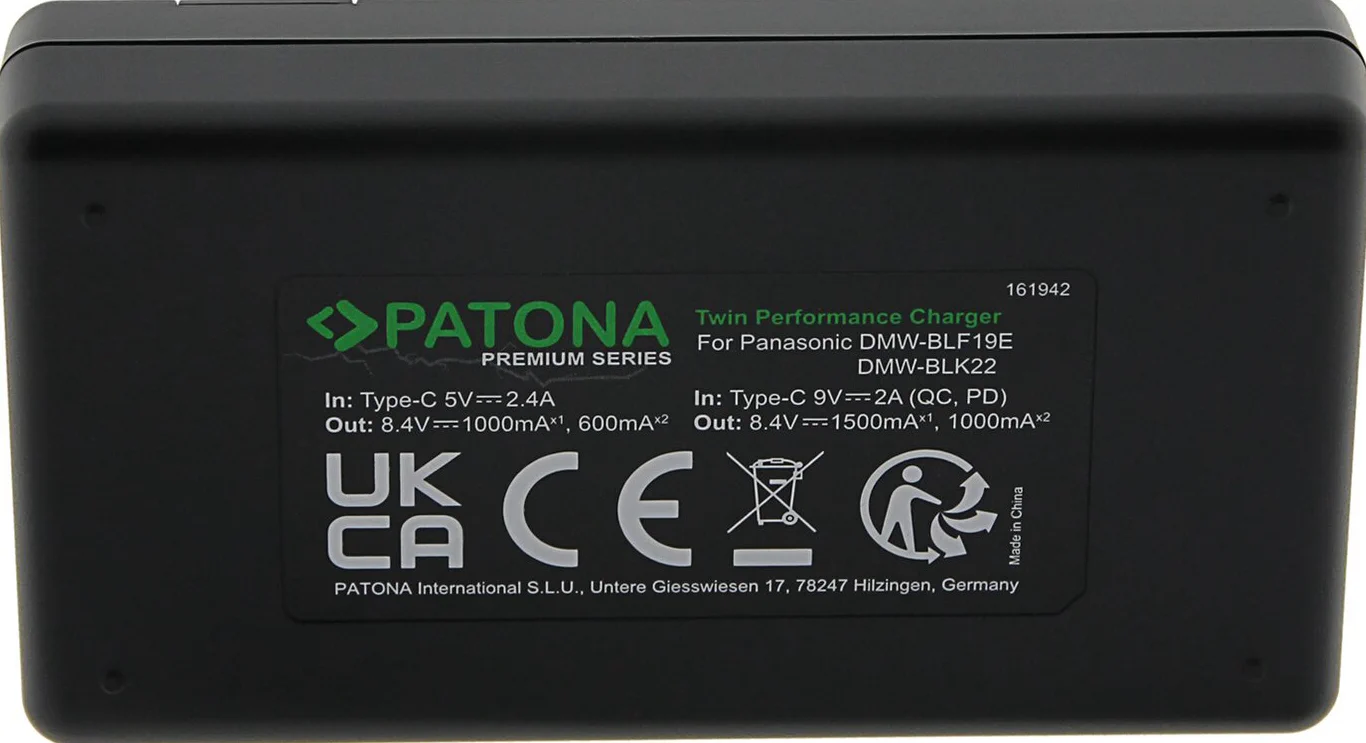 161942
PATONA
PREMIUM SERIES
Twin Performance Charger
For Panasonic DMW-BLF19E
DMW-BLK22
In: Type-C 5V⎓2.4A
Out: 8.4V⎓1000mAˣ¹, 600mAˣ²
In: Type-C 9V⎓2A (QC, PD)
Out: 8.4V⎓1500mAˣ¹, 1000mAˣ²
UK
CA
CE
Made in China
PATONA International S.L.U., Untere Giesswiesen 17, 78247 Hilzingen, Germany